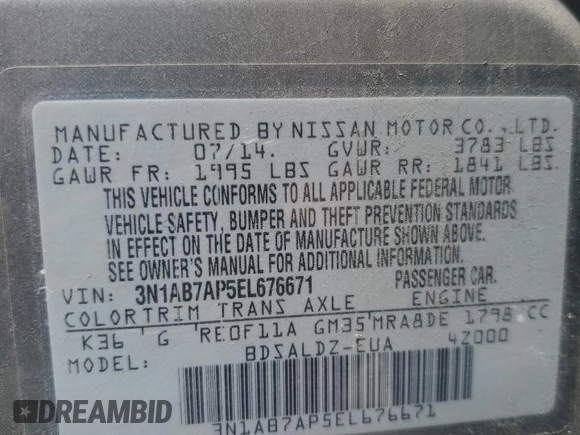 MANUFACTURED BY NISSAN MOTOR CO., LTD.
DATE: 07/14. GVWR: 3783 LBS
GAWR FR: 1995 LBS GAWR RR: 1841 LBS.
THIS VEHICLE CONFORMS TO ALL APPLICABLE FEDERAL MOTOR
VEHICLE SAFETY, BUMPER AND THEFT PREVENTION STANDARDS
IN EFFECT ON THE DATE OF MANUFACTURE SHOWN ABOVE.
SEE OWNER'S MANUAL FOR ADDITIONAL INFORMATION.
VIN: 3N1AB7AP5EL676671 PASSENGER CAR.
COLOR TRIM TRANS AXLE ENGINE
K36 G RE0F11A GM35 MRA8DE 1798 CC
MODEL: BDSALDZ-EUA 4Z000
3N1AB7AP5EL676671
RIDESAFELY
RIDESAFELY